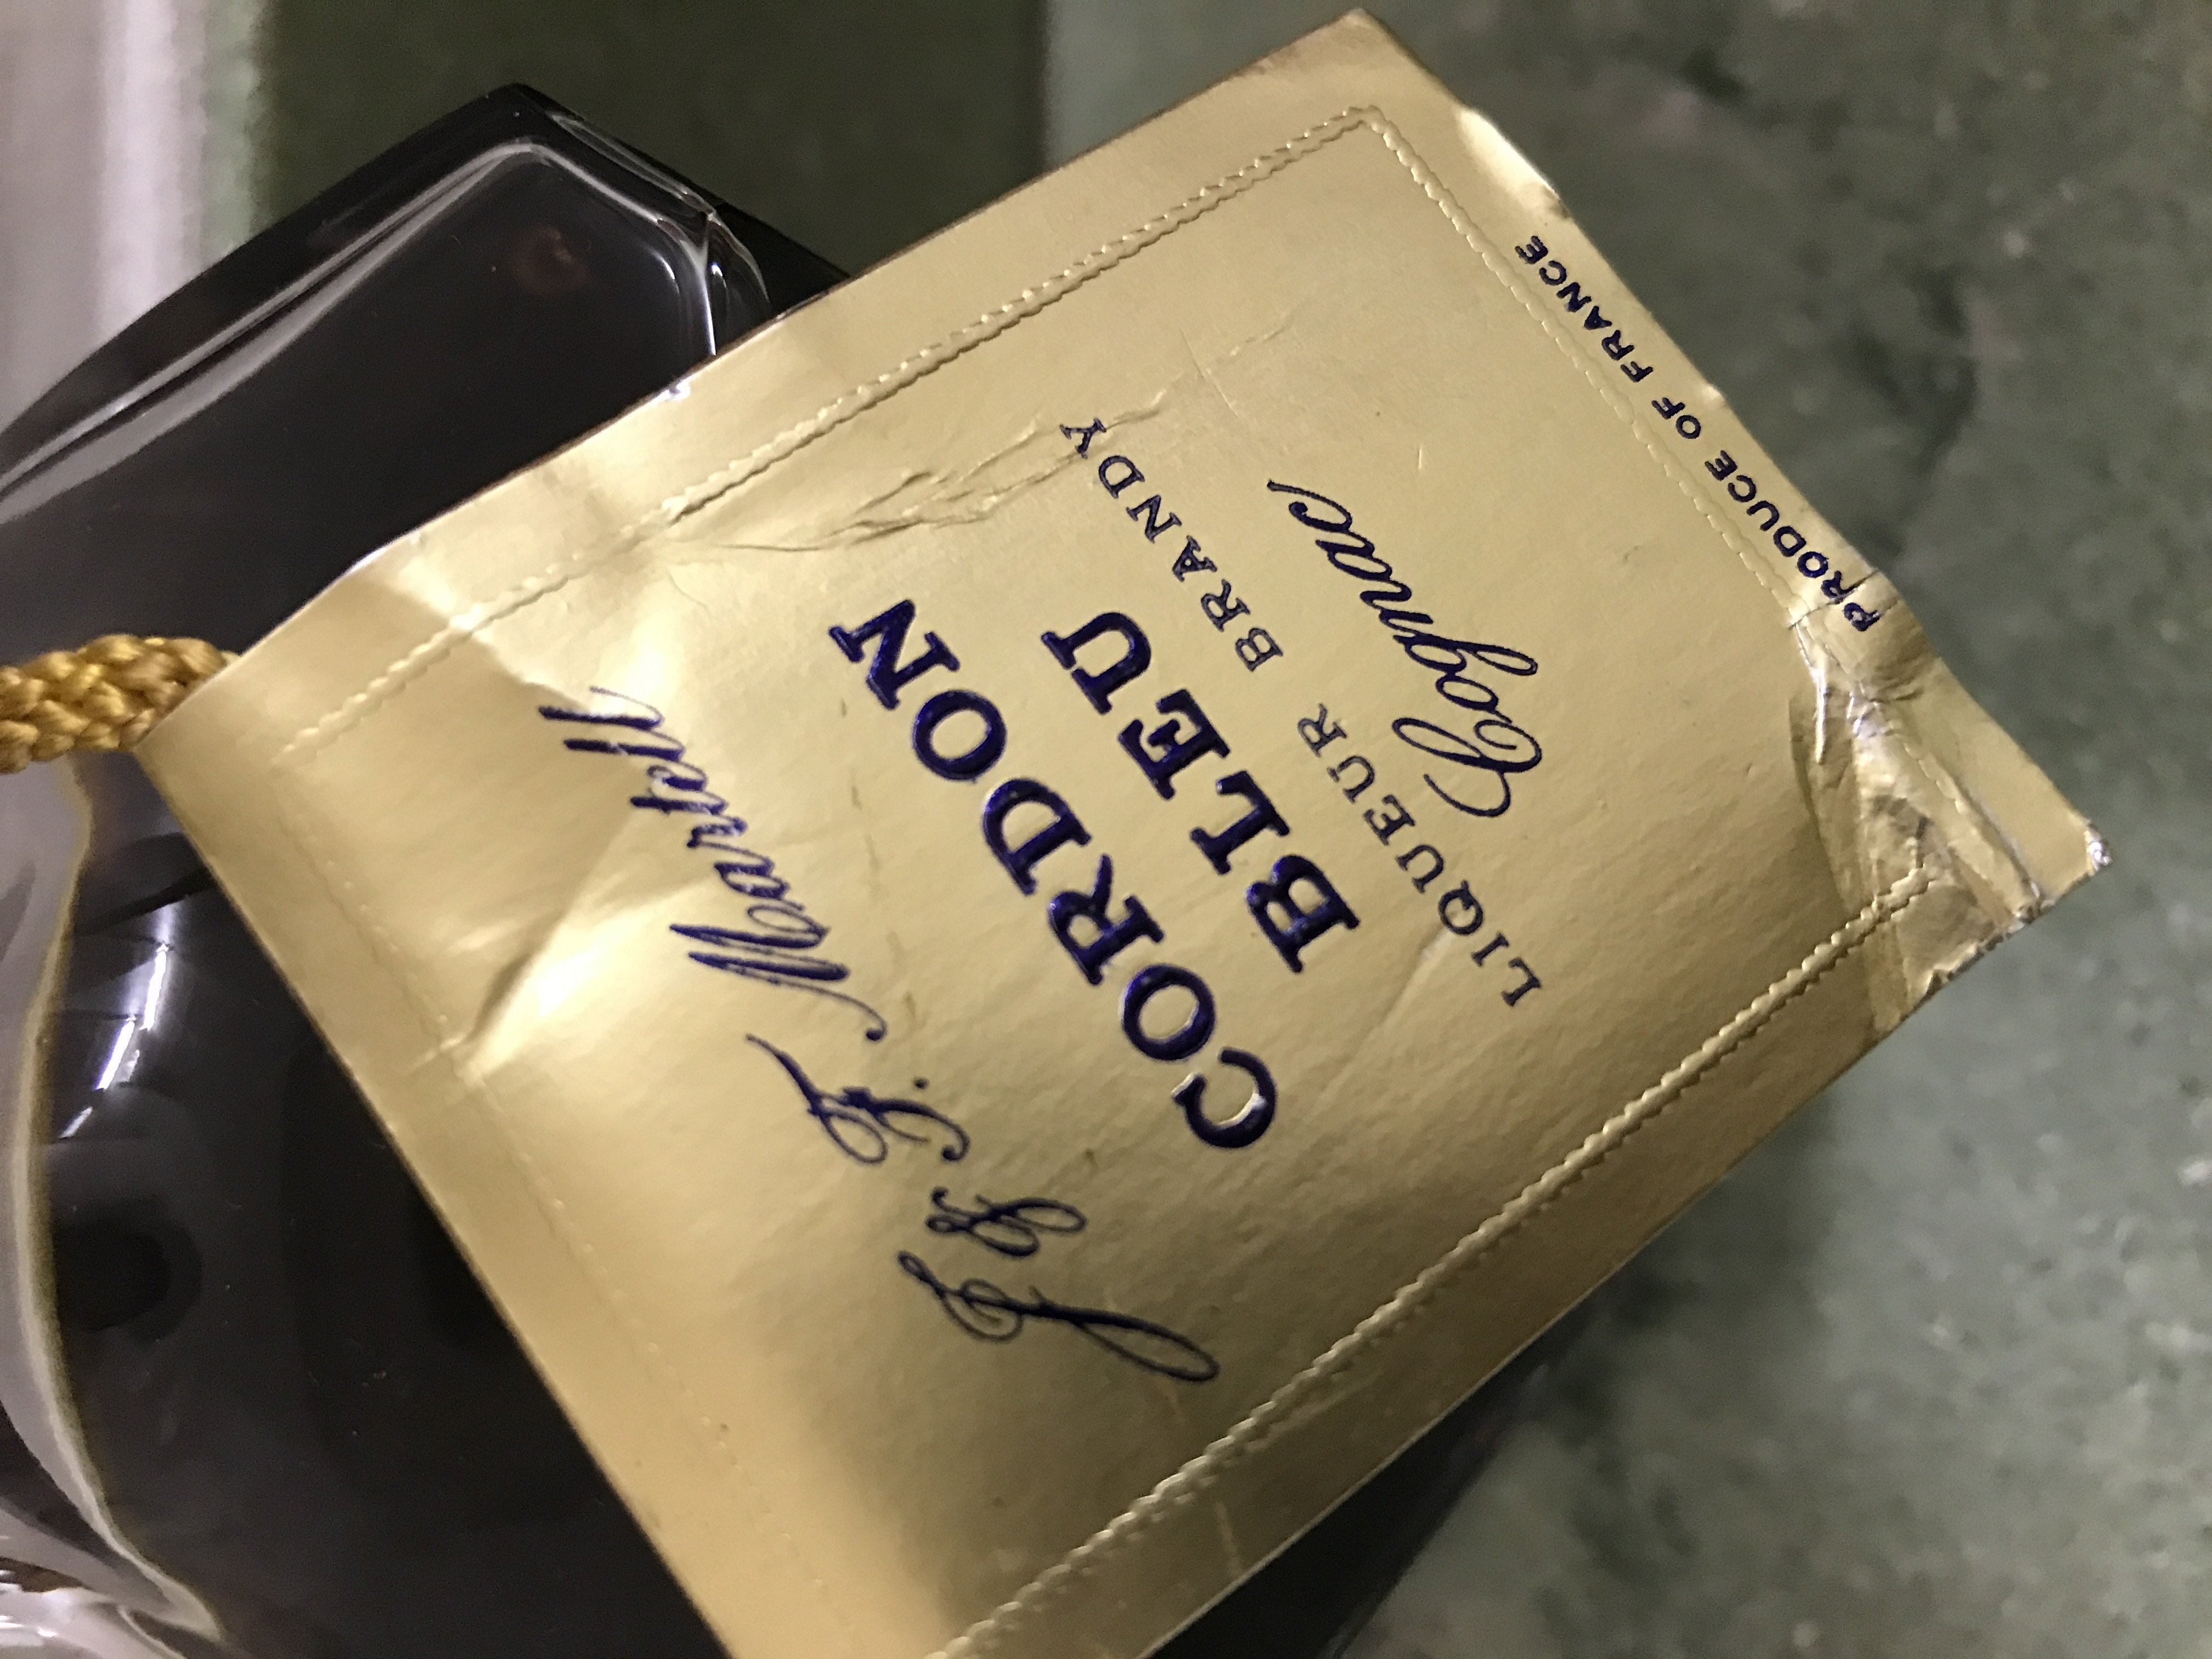 J. & F. Martell
CORDON
BLEU
LIQUEUR BRANDY
Cognac
PRODUCE OF FRANCE